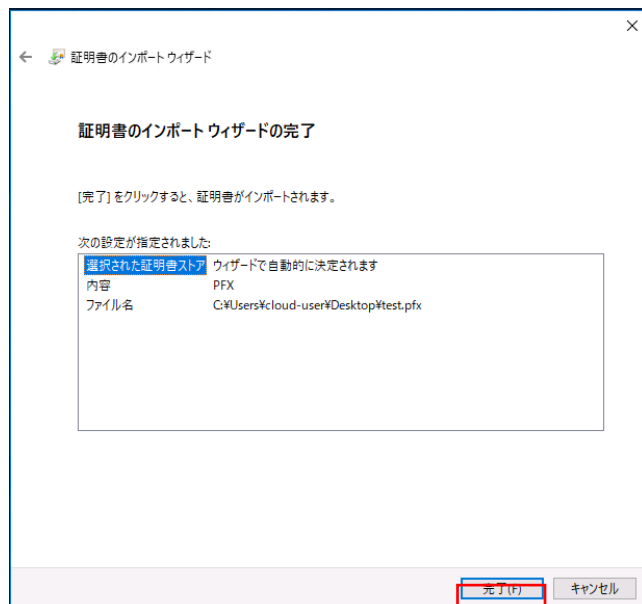 証明書のインポート ウィザード
証明書のインポート ウィザードの完了
[完了] をクリックすると、証明書がインポートされます。
次の設定が指定されました:
選択された証明書ストア ウィザードで自動的に決定されます
内容 PFX
ファイル名 C:¥Users¥cloud-user¥Desktop¥test.pfx
完了(F) キャンセル